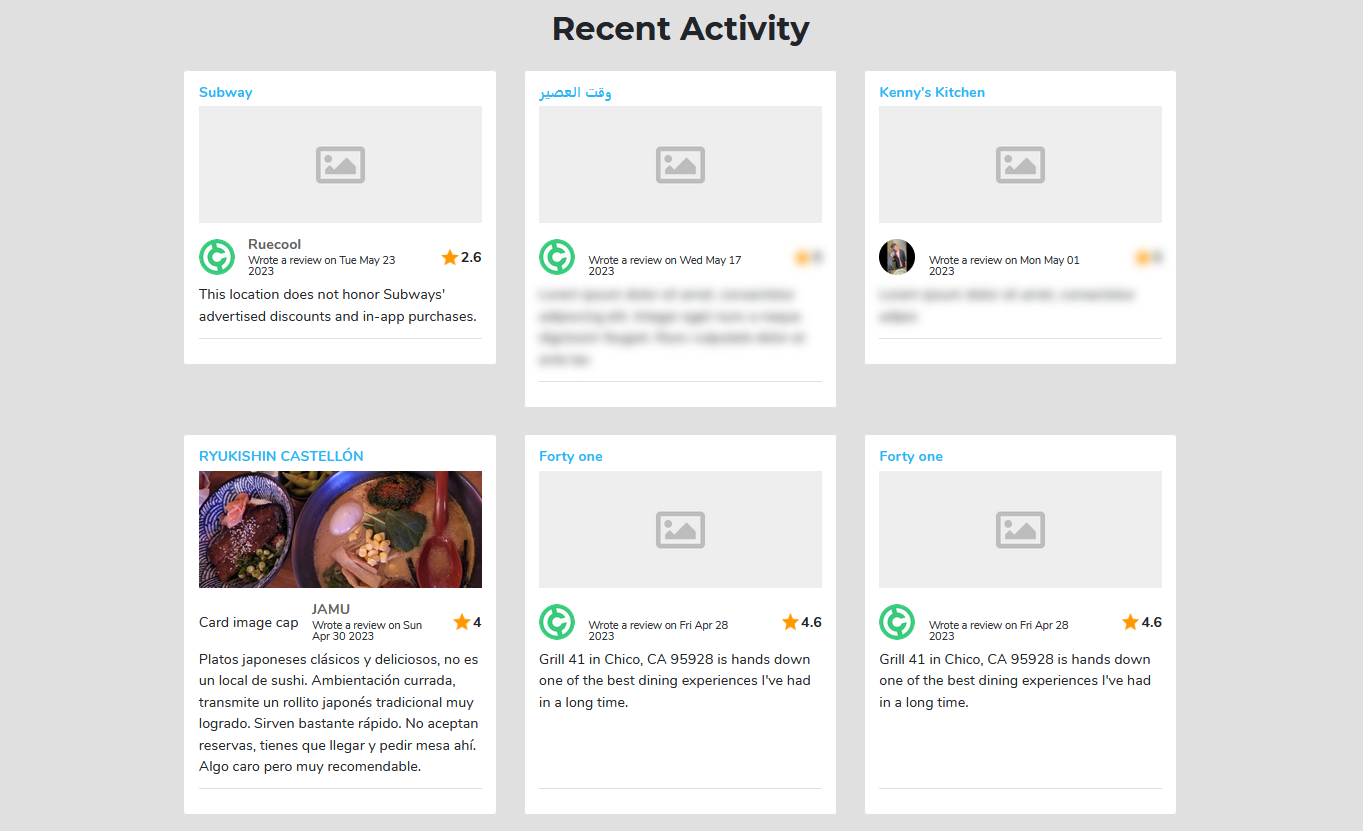 Recent Activity
Subway
Ruecool
Wrote a review on Tue May 23
2023
2.6
This location does not honor Subways'
advertised discounts and in-app purchases.
وقت العصير
Wrote a review on Wed May 17
2023
Kenny's Kitchen
Wrote a review on Mon May 01
2023
RYUKISHIN CASTELLÓN
Card image cap
JAMU
Wrote a review on Sun
Apr 30 2023
4
Platos japoneses clásicos y deliciosos, no es
un local de sushi. Ambientación currada,
transmite un rollito japonés tradicional muy
logrado. Sirven bastante rápido. No aceptan
reservas, tienes que llegar y pedir mesa ahí.
Algo caro pero muy recomendable.
Forty one
Wrote a review on Fri Apr 28
2023
4.6
Grill 41 in Chico, CA 95928 is hands down
one of the best dining experiences I've had
in a long time.
Forty one
Wrote a review on Fri Apr 28
2023
4.6
Grill 41 in Chico, CA 95928 is hands down
one of the best dining experiences I've had
in a long time.